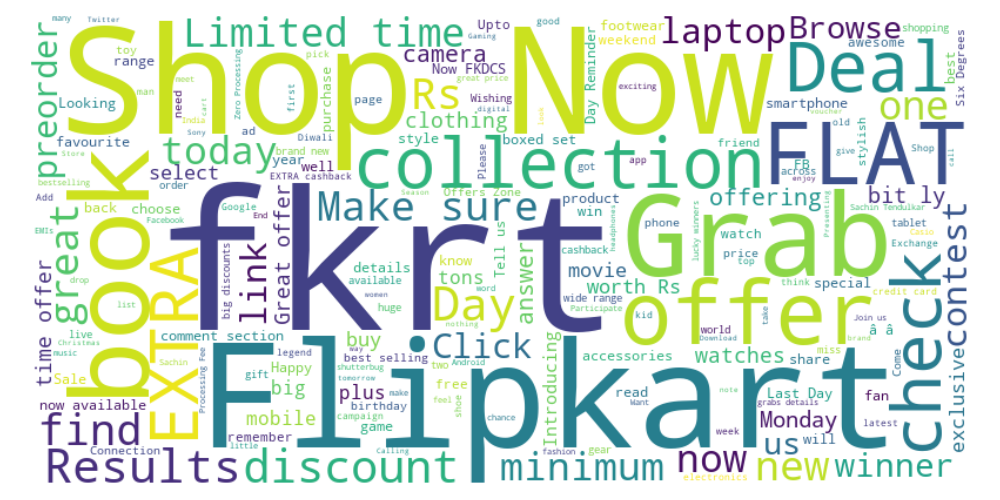 Shop Now
fkrt
Flipkart
Grab
offer
book
collection
FLAT
Deal
check
EXTRA
Limited time
laptop
Browse
shopping
camera
Now FKDCS
Rs
clothing
Upto
good
Gaming
footwear
weekend
awesome
best
Six Degrees
Day Reminder
smartphone
one
stylish
old
give
Shop
call
many
Twitter
toy
range
man
meet
need
India
cart
Sony
Zero Processing
pick
first
purchase
great price
exciting
digital
Wishing
voucher
look
preorder
Looking
favourite
Store
bestselling
Add
EMIs
today
select
order
back
choose
Facebook
ad
page
Diwali
brand new
year
well
EXTRA cashback
style
boxed set
Please
got
app
friend
FB
across
enjoy
offering
bit ly
Sachin Tendulkar
Season
Offers Zone
Google
End
Make sure
product
win
phone
watch
price
top
tablet
Exchange
Casio
Presenting
lucky winners
headphones
great
time offer
drop
list
live
Christmas
music
link
Great offer
big discounts
details
available
women
huge
know
tons
Day
word
nothing
Tell us
answer
cashback
movie
wide range
worth Rs
Participate
kid
think
special
credit card
take
Join us
â â
contest
exclusive
Come
brand
Download
world
miss
share
watches
accessories
Introducing
Click
buy
best selling
two
Android
way
shutterbug
tomorrow
make
feel
legend
comment section
Sachin
Processing Fee
Happy
gift
big
plus
free
shoe
birthday
campaign
game
mobile
remember
little
Calling
chance
Sale
now available
Connection
find
Results
discount
minimum
fashion
gear
read
Want
week
now
note
grabs details
electronics
Last Day
Monday
us
will
new
winner
fan
latest